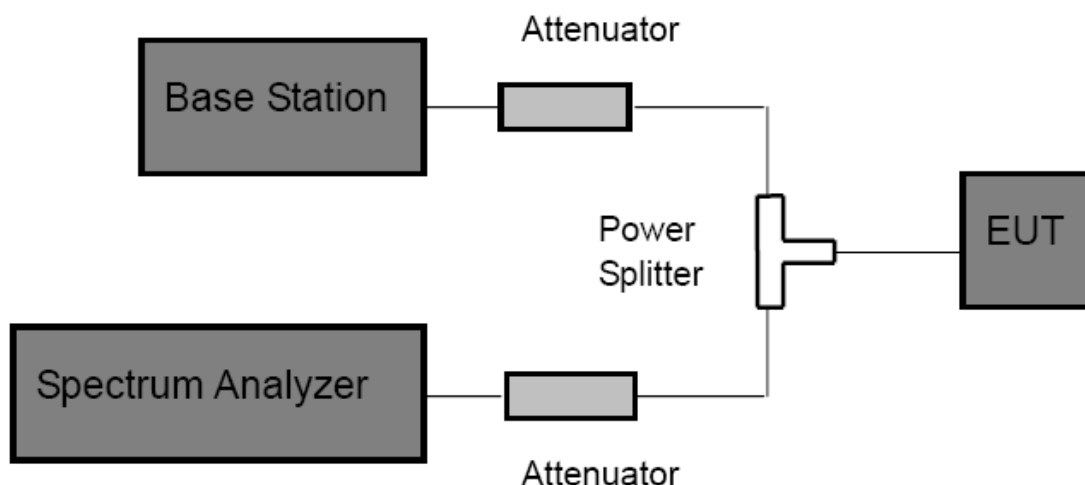 Attenuator
Base Station
Power
Splitter
EUT
Spectrum Analyzer
Attenuator